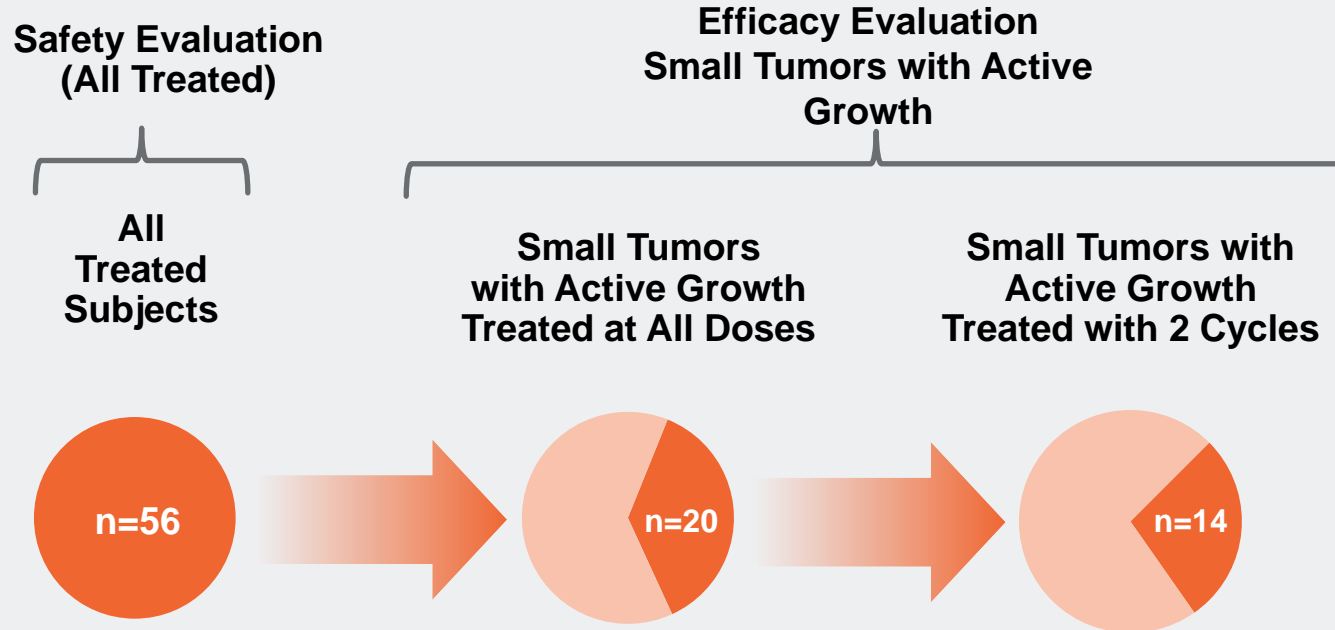 Safety Evaluation
(All Treated)
Efficacy Evaluation
Small Tumors with Active
Growth
All
Treated
Subjects
Small Tumors
with Active Growth
Treated at All Doses
Small Tumors with
Active Growth
Treated with 2 Cycles
n=56
n=20
n=14